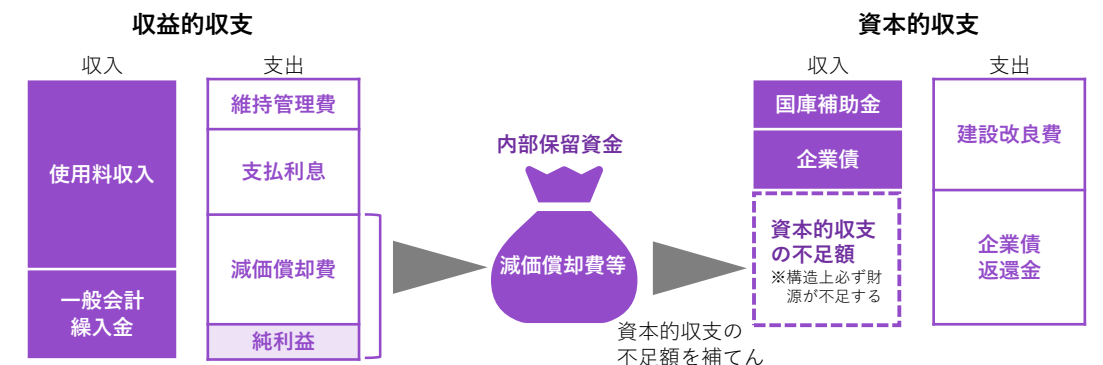 収益的収支
収入
支出
使用料収入
一般会計
繰入金
維持管理費
支払利息
減価償却費
純利益
内部保留資金
減価償却費等
資本的収支の
不足額を補てん
資本的収支
収入
支出
国庫補助金
企業債
資本的収支
の不足額
※構造上必ず財
源が不足する
建設改良費
企業債
返還金